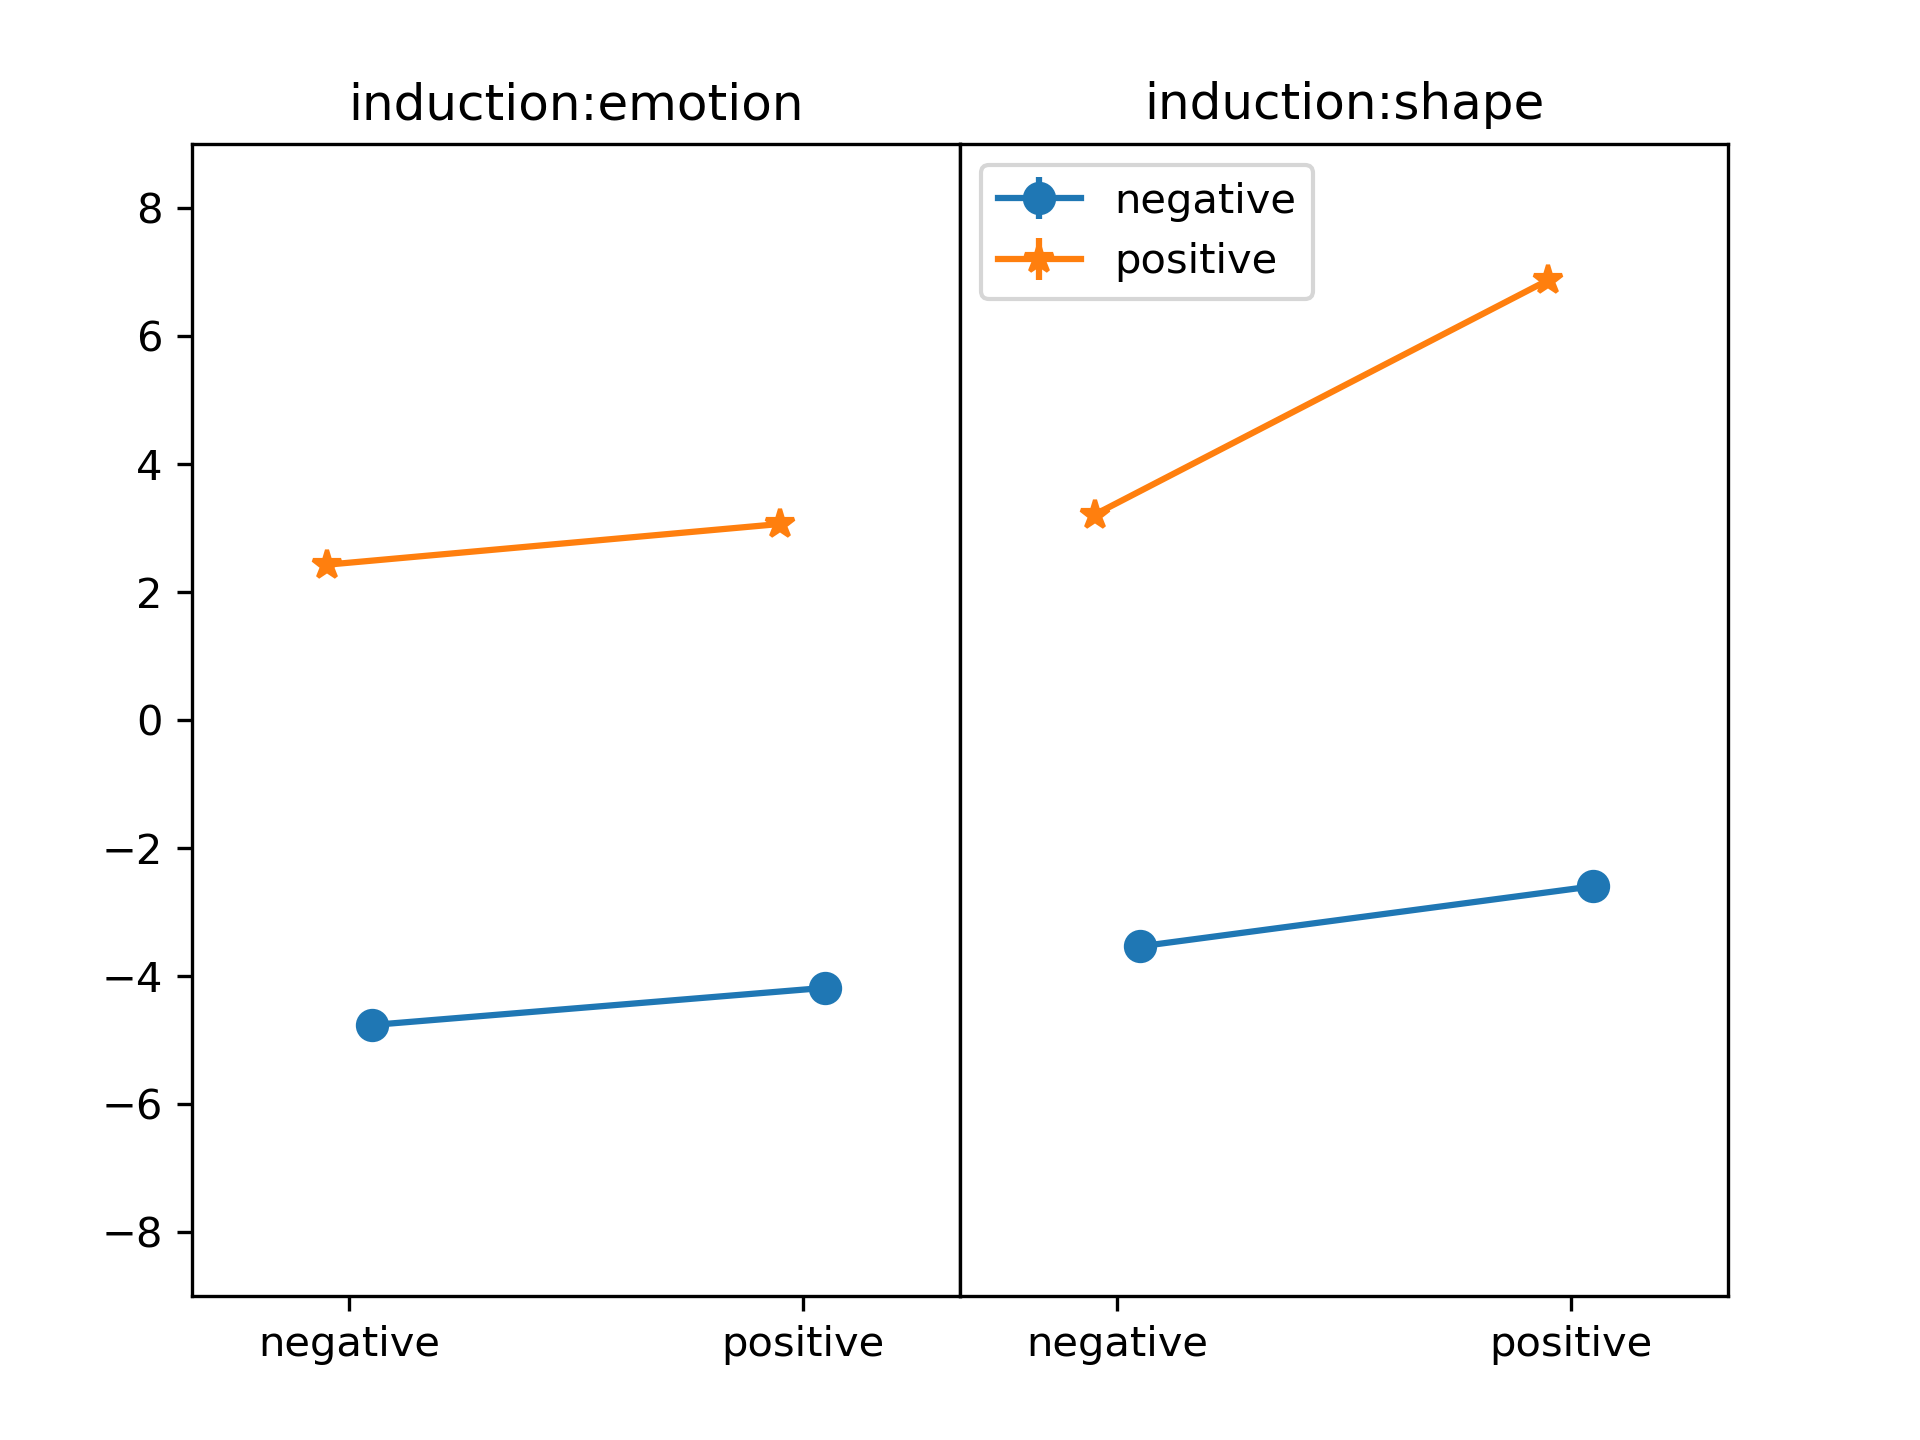 induction:emotion
induction:shape
negative
positive
8
6
4
2
0
−2
−4
−6
−8
negative
positive
negative
positive